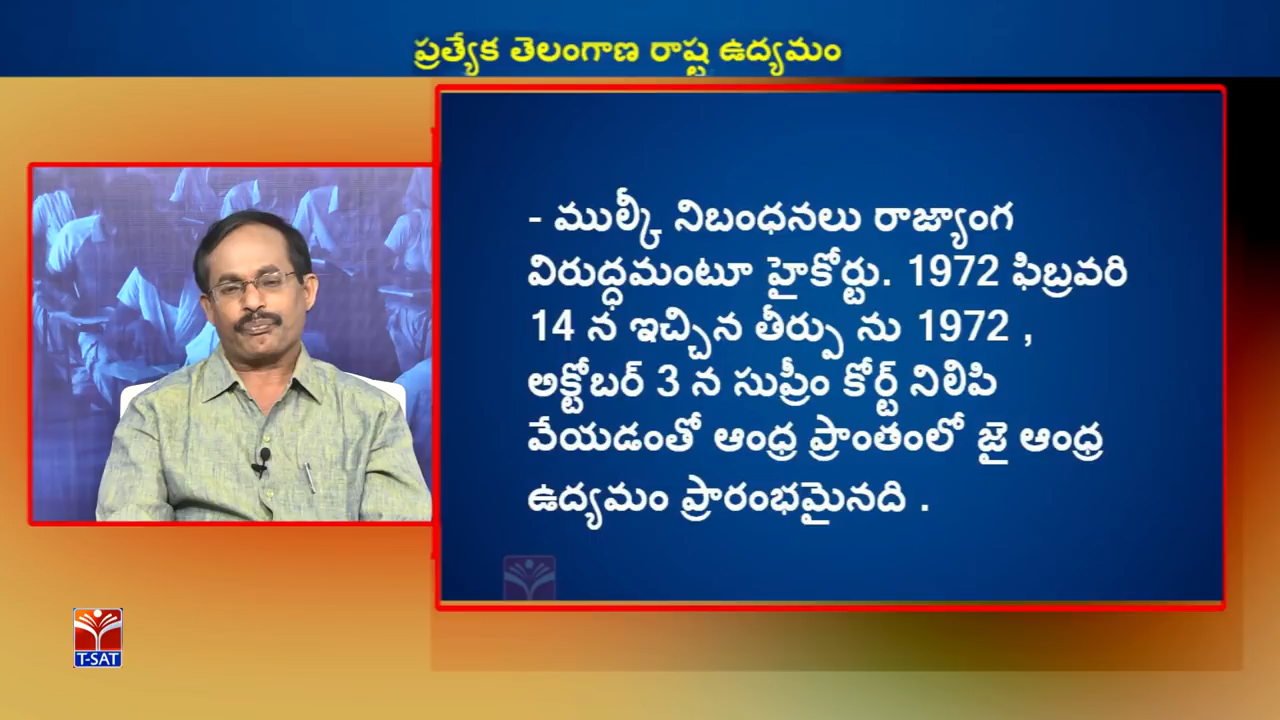 ప్రత్యేక తెలంగాణ రాష్ట ఉద్యమం
- ముల్కీ నిబంధనలు రాజ్యాంగ
విరుద్ధమంటూ హైకోర్టు. 1972 ఫిబ్రవరి
14 న ఇచ్చిన తీర్పు ను 1972 ,
అక్టోబర్ 3 న సుప్రీం కోర్ట్ నిలిపి
వేయడంతో ఆంధ్ర ప్రాంతంలో జై ఆంధ్ర
ఉద్యమం ప్రారంభమైనది .
T-SAT